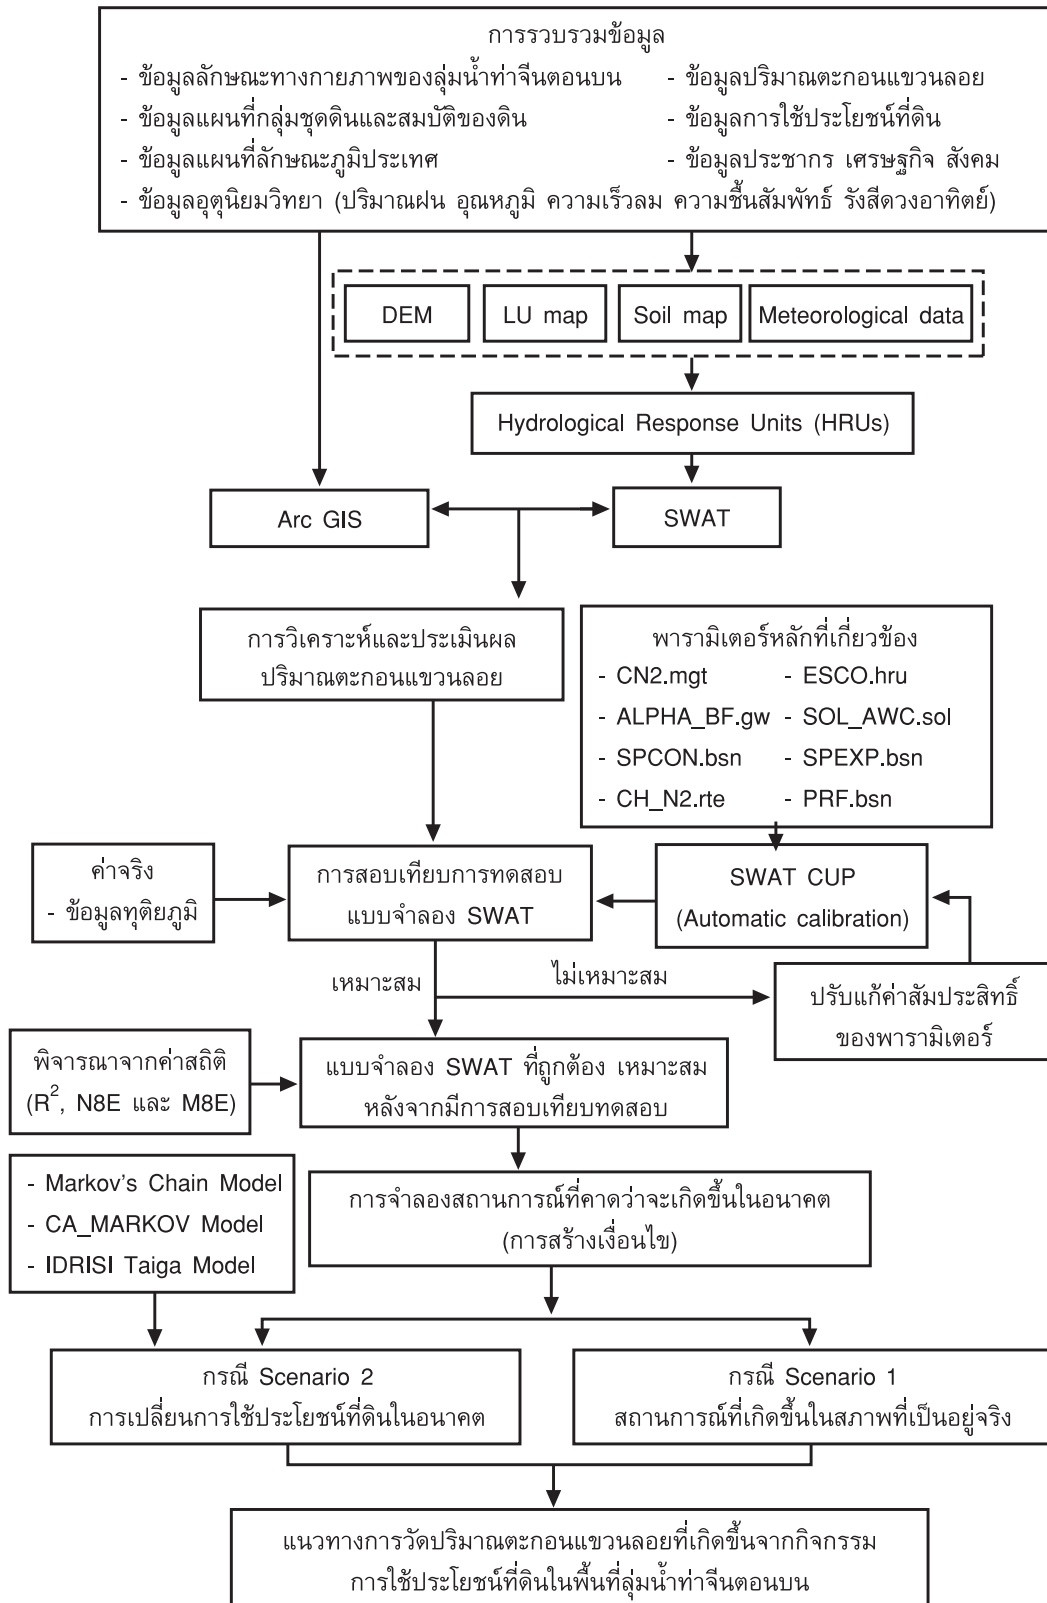 การรวบรวมข้อมูล
- ข้อมูลลักษณะทางกายภาพของลุ่มน้ำท่าจีนตอนบน
- ข้อมูลปริมาณตะกอนแขวนลอย
- ข้อมูลแผนที่กลุ่มชุดดินและสมบัติของดิน
- ข้อมูลการใช้ประโยชน์ที่ดิน
- ข้อมูลแผนที่ลักษณะภูมิประเทศ
- ข้อมูลประชากร เศรษฐกิจ สังคม
- ข้อมูลอุตุนิยมวิทยา (ปริมาณฝน อุณหภูมิ ความเร็วลม ความชื้นสัมพัทธ์ รังสีดวงอาทิตย์)
DEM
LU map
Soil map
Meteorological data
Hydrological Response Units (HRUs)
Arc GIS
SWAT
การวิเคราะห์และประเมินผล
ปริมาณตะกอนแขวนลอย
พารามิเตอร์หลักที่เกี่ยวข้อง
- CN2.mgt
- ESCO.hru
- ALPHA_BF.gw
- SOL_AWC.sol
- SPCON.bsn
- SPEXP.bsn
- CH_N2.rte
- PRF.bsn
ค่าจริง
- ข้อมูลทุติยภูมิ
การสอบเทียบการทดสอบ
แบบจำลอง SWAT
SWAT CUP
(Automatic calibration)
เหมาะสม
ไม่เหมาะสม
ปรับแก้ค่าสัมประสิทธิ์
ของพารามิเตอร์
พิจารณาจากค่าสถิติ
(R², N8E และ M8E)
แบบจำลอง SWAT ที่ถูกต้อง เหมาะสม
หลังจากมีการสอบเทียบทดสอบ
- Markov's Chain Model
- CA_MARKOV Model
- IDRISI Taiga Model
การจำลองสถานการณ์ที่คาดว่าจะเกิดขึ้นในอนาคต
(การสร้างเงื่อนไข)
กรณี Scenario 2
การเปลี่ยนการใช้ประโยชน์ที่ดินในอนาคต
กรณี Scenario 1
สถานการณ์ที่เกิดขึ้นในสภาพที่เป็นอยู่จริง
แนวทางการวัดปริมาณตะกอนแขวนลอยที่เกิดขึ้นจากกิจกรรม
การใช้ประโยชน์ที่ดินในพื้นที่ลุ่มน้ำท่าจีนตอนบน